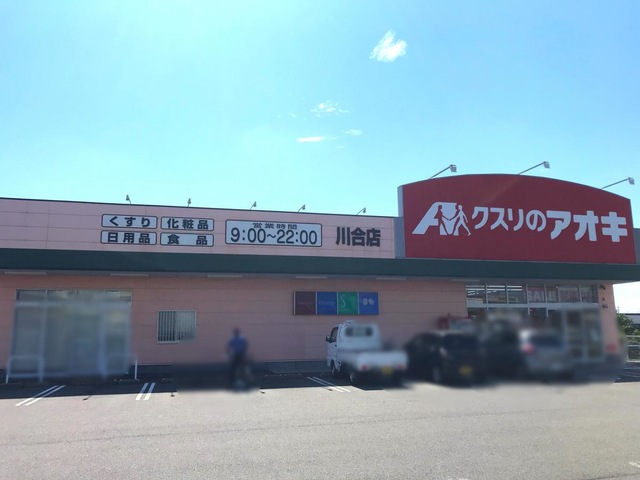 くすり 化粧品
日用品 食品
営業時間
9:00~22:00
川合店
クスリのアオキ